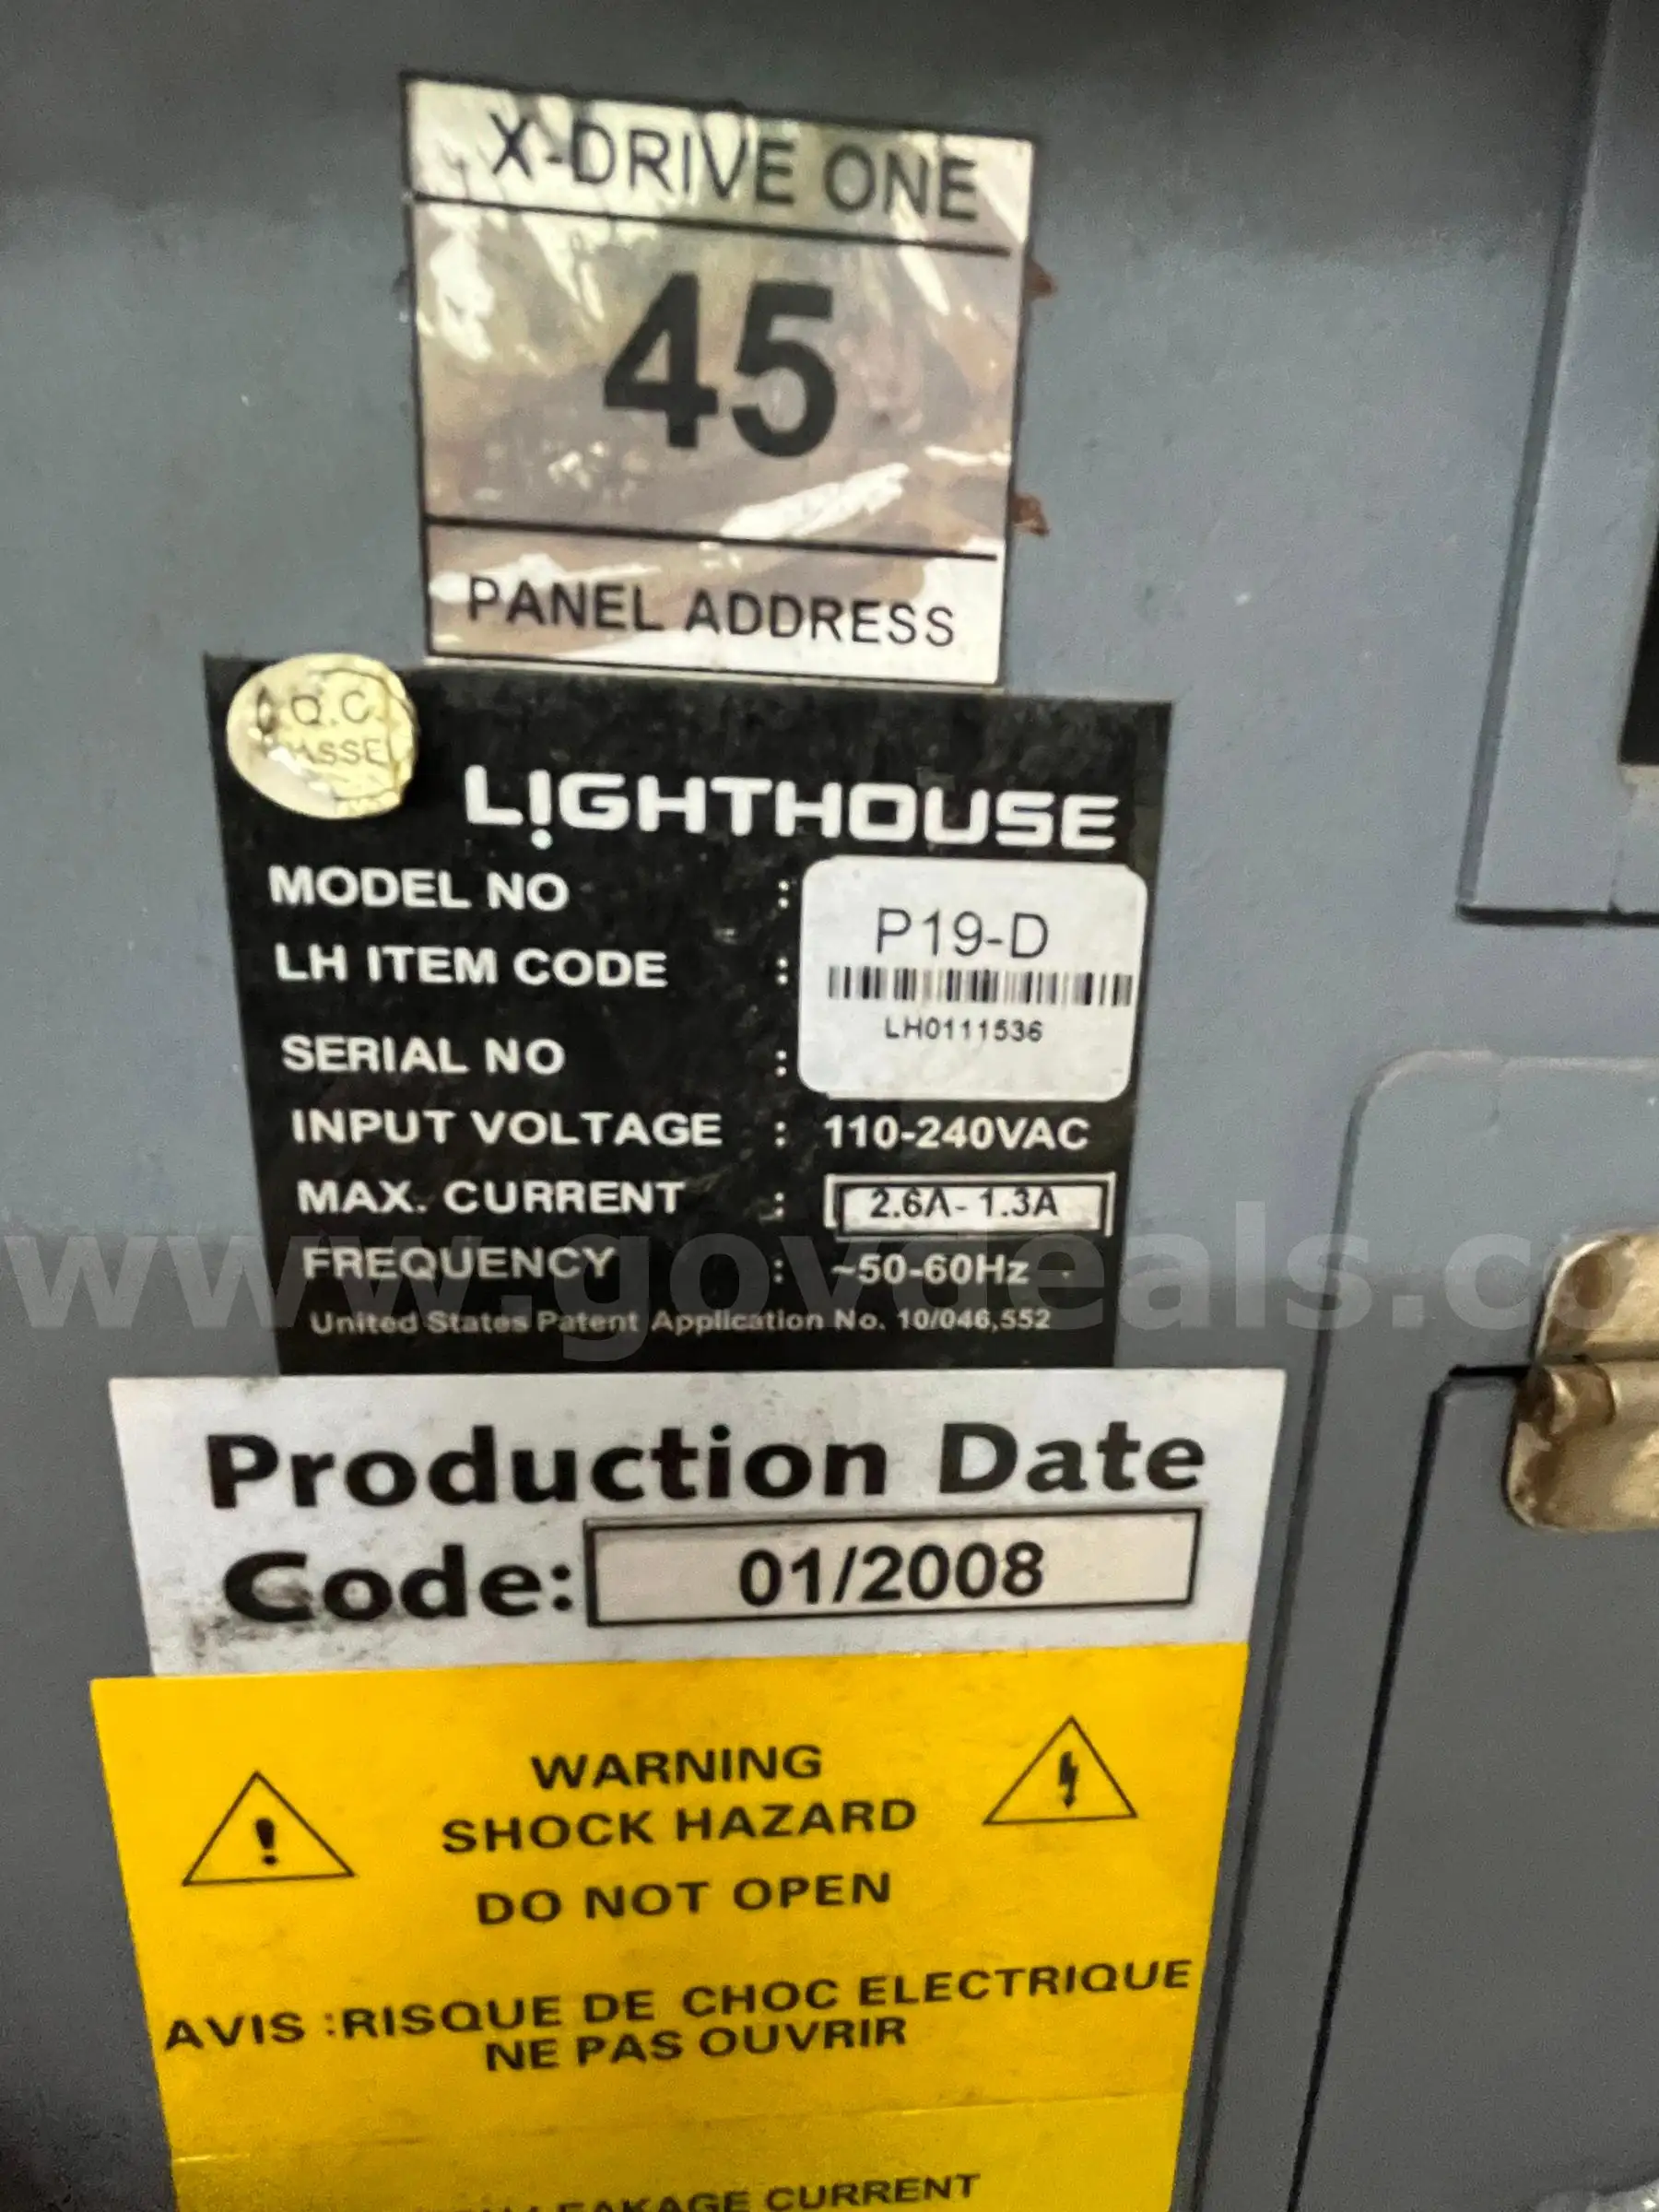 X-DRIVE ONE
45
PANEL ADDRESS
Q.C.
LIGHTHOUSE
MODEL NO : P19-D
LH ITEM CODE :
LH0111536
SERIAL NO :
INPUT VOLTAGE : 110-240VAC
MAX. CURRENT : 2.6A- 1.3A
FREQUENCY : ~50-60Hz
www.govdeals.co
United States Patent Application No. 10/046,552
Production Date
Code: 01/2008
WARNING
SHOCK HAZARD
DO NOT OPEN
AVIS :RISQUE DE CHOC ELECTRIQUE
NE PAS OUVRIR
LEAKAGE CURRENT